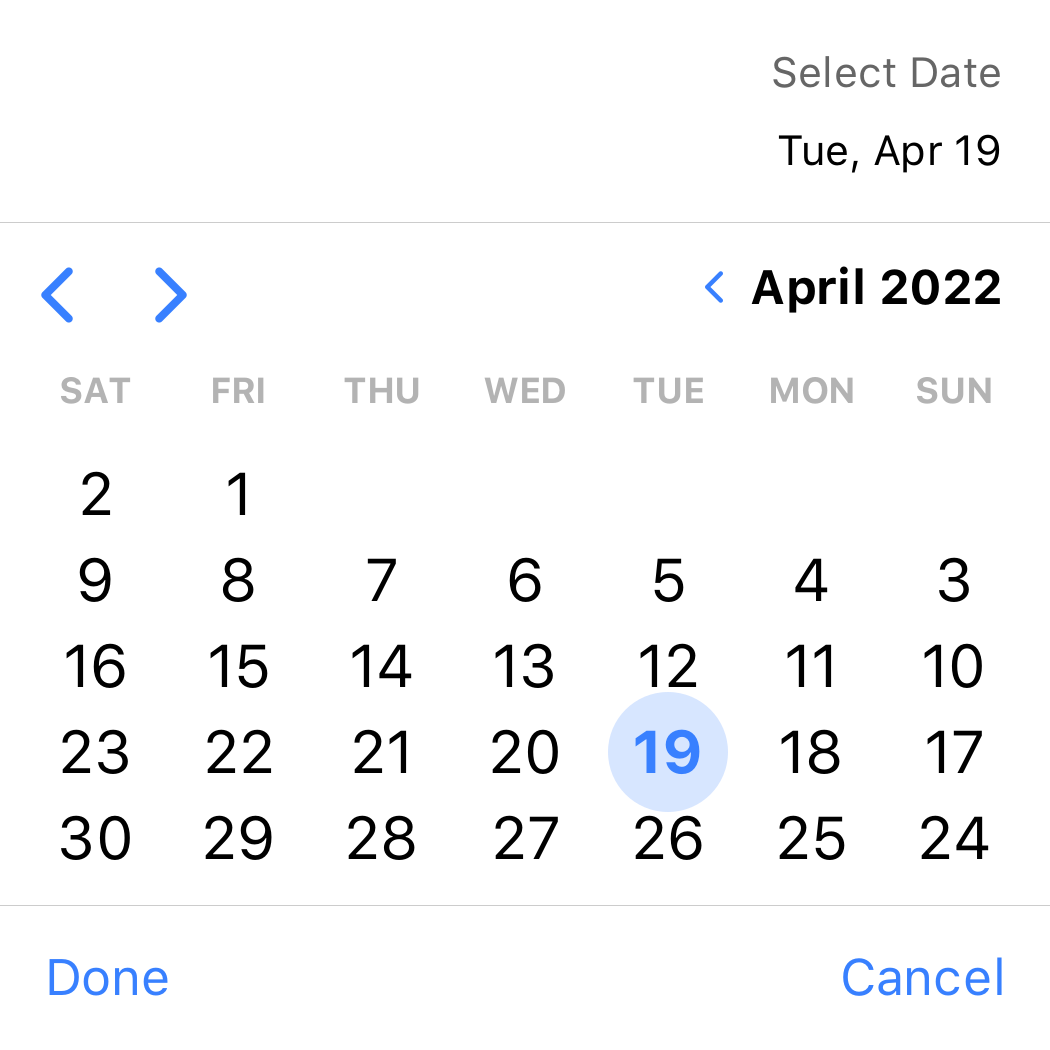 Select Date
Tue, Apr 19
April 2022
SAT FRI THU WED TUE MON SUN
2 1
9 8 7 6 5 4 3
16 15 14 13 12 11 10
23 22 21 20 19 18 17
30 29 28 27 26 25 24
Done Cancel